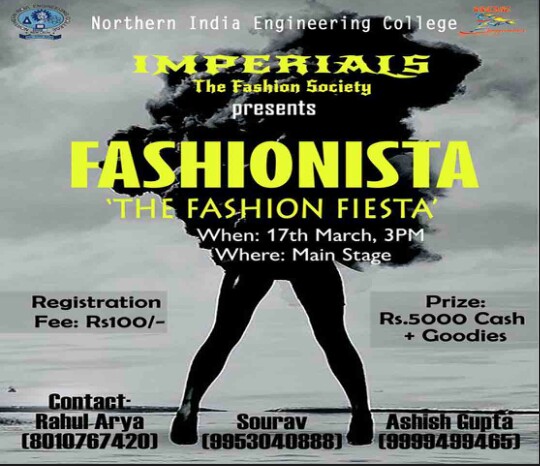 Northern India Engineering College
IMPERIALS
The Fashion Society
presents
FASHIONISTA
'THE FASHION FIESTA'
When: 17th March, 3PM
Where: Main Stage
Registration
Fee: Rs100/-
Prize:
Rs.5000 Cash
+ Goodies
Contact-
Rahul Arya
(8010767420)
Sourav
(9953040888)
Ashish Gupta
(9999499465)